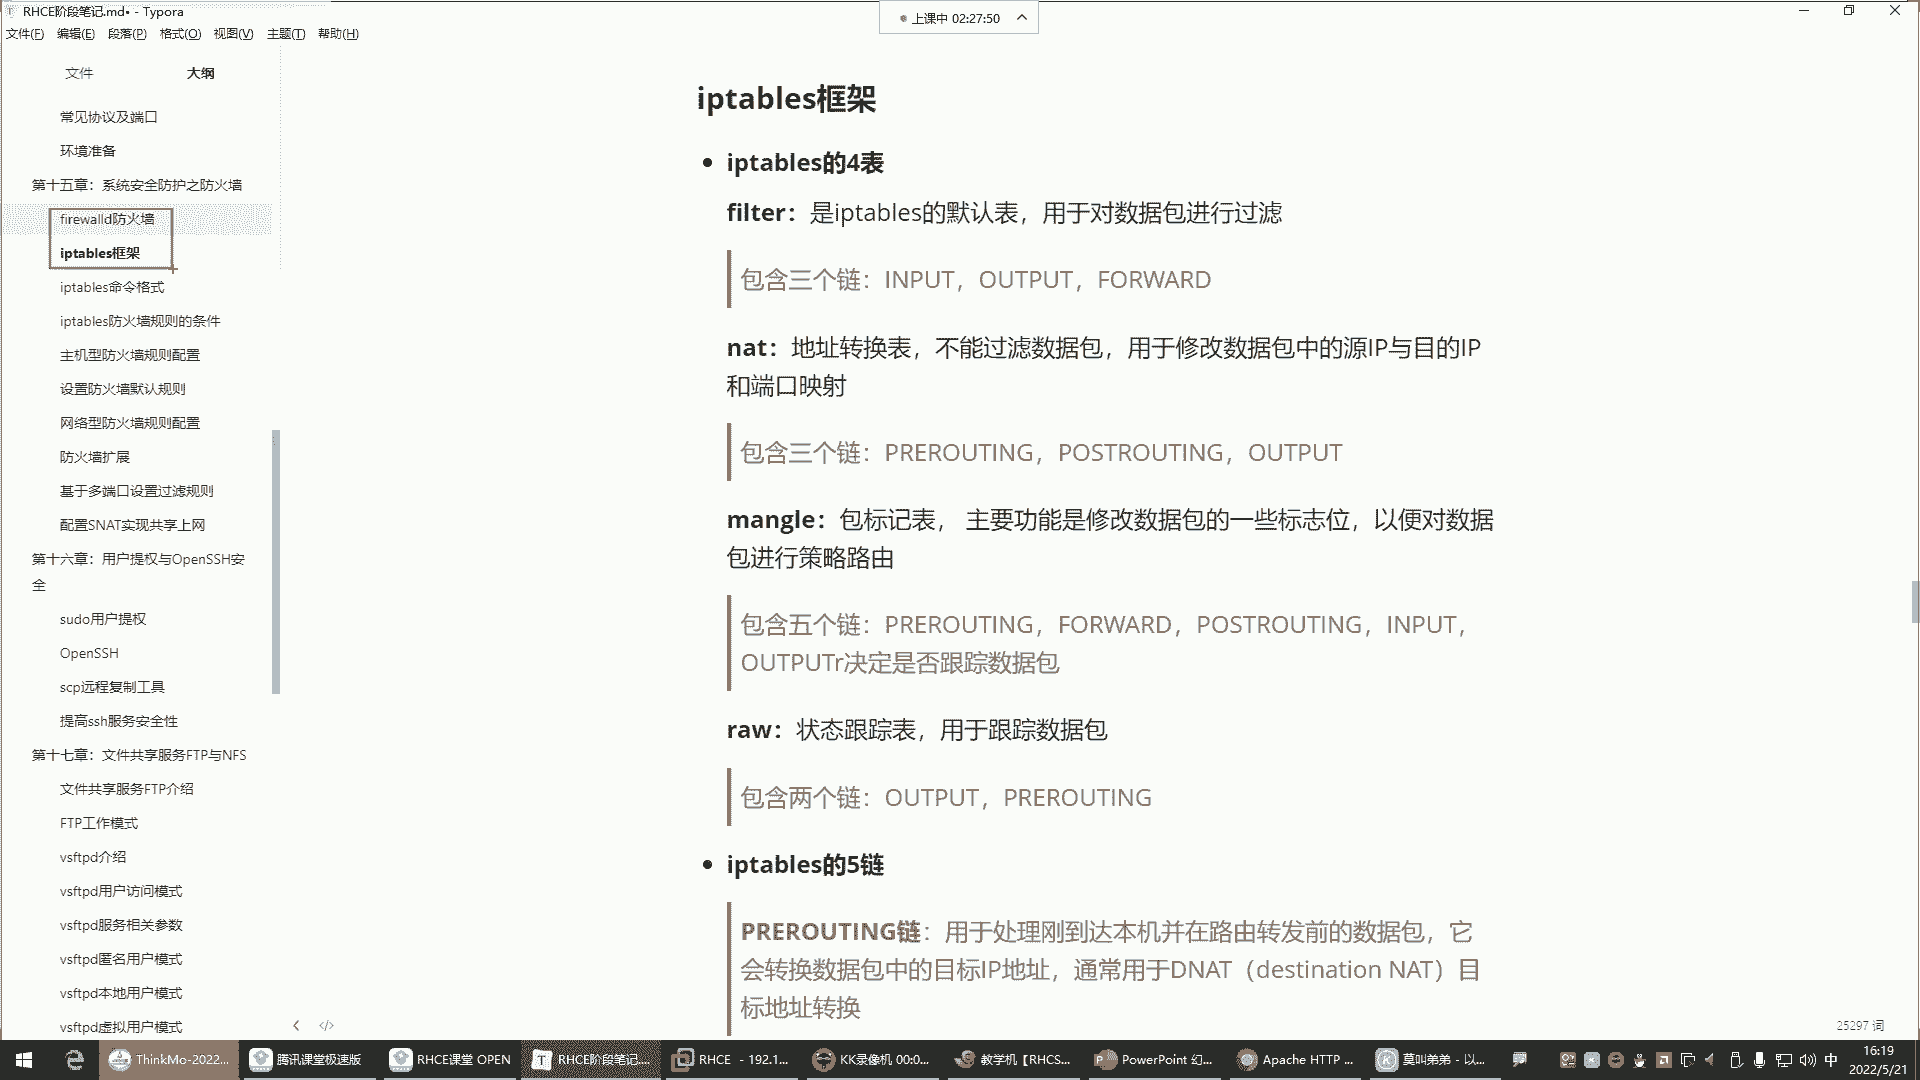 RHCE阶段笔记.md• - Typora
上课中 02:27:50
文件(F) 编辑(E) 段落(P) 格式(O) 视图(V) 主题(T) 帮助(H)
文件 大纲
常见协议及端口
环境准备
第十五章：系统安全防护之防火墙
firewalld防火墙
iptables框架
iptables命令格式
iptables防火墙规则的条件
主机型防火墙规则配置
设置防火墙默认规则
网络型防火墙规则配置
防火墙扩展
基于多端口设置过滤规则
配置SNAT实现共享上网
第十六章：用户提权与OpenSSH安
全
sudo用户提权
OpenSSH
scp远程复制工具
提高ssh服务安全性
第十七章：文件共享服务FTP与NFS
文件共享服务FTP介绍
FTP工作模式
vsftpd介绍
vsftpd用户访问模式
vsftpd服务相关参数
vsftpd匿名用户模式
vsftpd本地用户模式
vsftpd虚拟用户模式
iptables框架
iptables的4表
filter：是iptables的默认表，用于对数据包进行过滤
包含三个链：INPUT，OUTPUT，FORWARD
nat：地址转换表，不能过滤数据包，用于修改数据包中的源IP与目的IP
和端口映射
包含三个链：PREROUTING，POSTROUTING，OUTPUT
mangle：包标记表， 主要功能是修改数据包的一些标志位，以便对数据
包进行策略路由
包含五个链：PREROUTING，FORWARD，POSTROUTING，INPUT，
OUTPUTr决定是否跟踪数据包
raw：状态跟踪表，用于跟踪数据包
包含两个链：OUTPUT，PREROUTING
iptables的5链
PREROUTING链：用于处理刚到达本机并在路由转发前的数据包，它
会转换数据包中的目标IP地址，通常用于DNAT（destination NAT）目
标地址转换
25297 词
ThinkMo-2022... 腾讯课堂极速版 RHCE课堂 OPEN RHCE阶段笔记.... RHCE - 192.1... KK录像机 00:0... 教学机【RHCS... PowerPoint 幻... Apache HTTP ... 莫叫弟弟 - 以... 中 16:19
2022/5/21